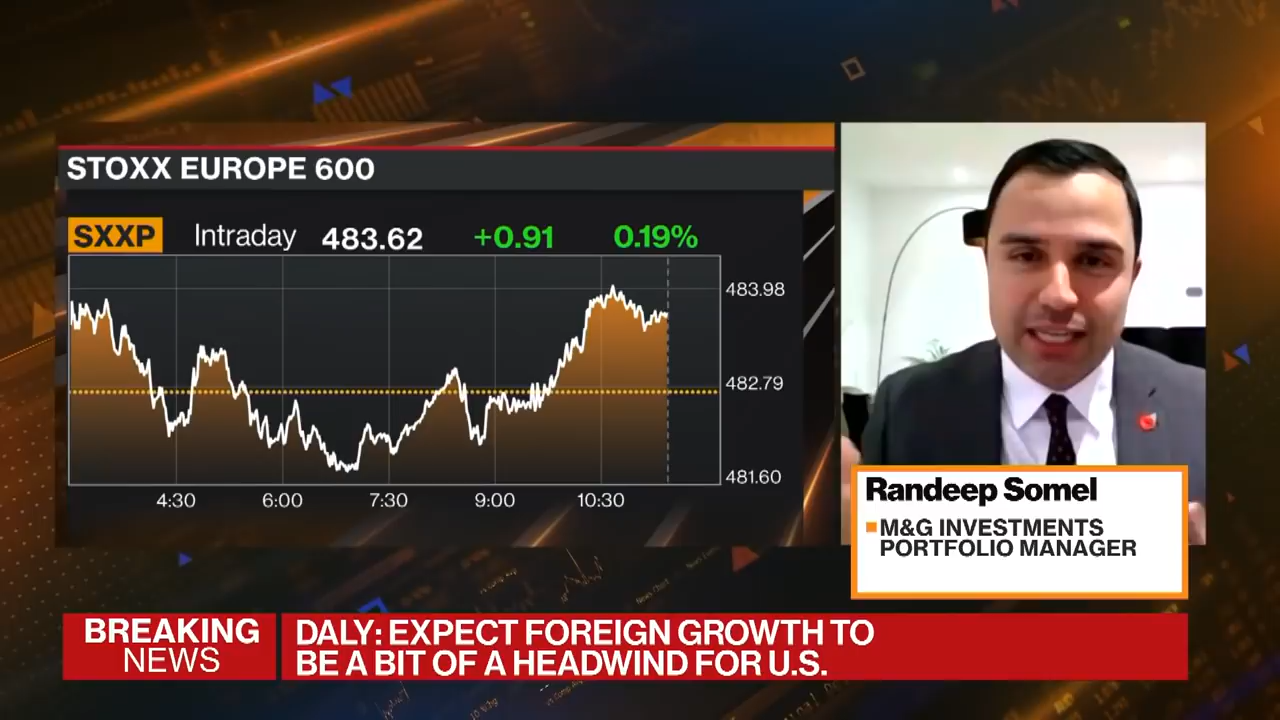 STOXX EUROPE 600
SXXP Intraday 483.62 +0.91 0.19%
483.98
482.79
481.60
4:30 6:00 7:30 9:00 10:30
Randeep Somel
M&G INVESTMENTS
PORTFOLIO MANAGER
BREAKING
NEWS
DALY: EXPECT FOREIGN GROWTH TO
BE A BIT OF A HEADWIND FOR U.S.